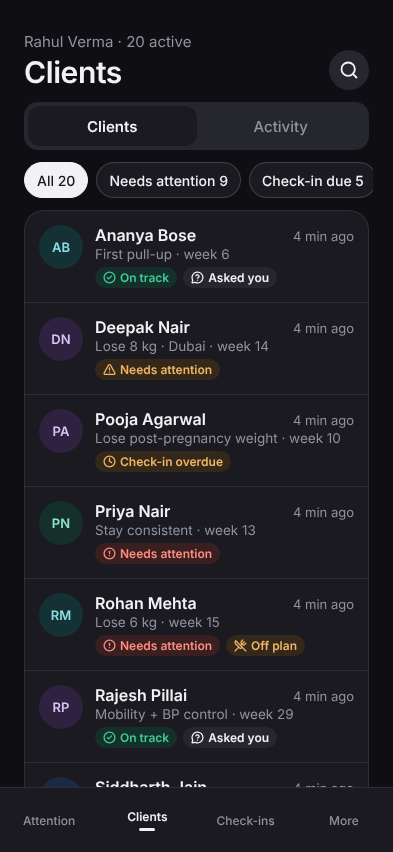 Rahul Verma · 20 active
Clients
Clients
Activity
All 20
Needs attention 9
Check-in due 5
AB
Ananya Bose
4 min ago
First pull-up · week 6
On track
Asked you
DN
Deepak Nair
4 min ago
Lose 8 kg · Dubai · week 14
Needs attention
PA
Pooja Agarwal
4 min ago
Lose post-pregnancy weight · week 10
Check-in overdue
PN
Priya Nair
4 min ago
Stay consistent · week 13
Needs attention
RM
Rohan Mehta
4 min ago
Lose 6 kg · week 15
Needs attention
Off plan
RP
Rajesh Pillai
4 min ago
Mobility + BP control · week 29
On track
Asked you
Siddharth Jain
4 min ago
Attention
Clients
Check-ins
More